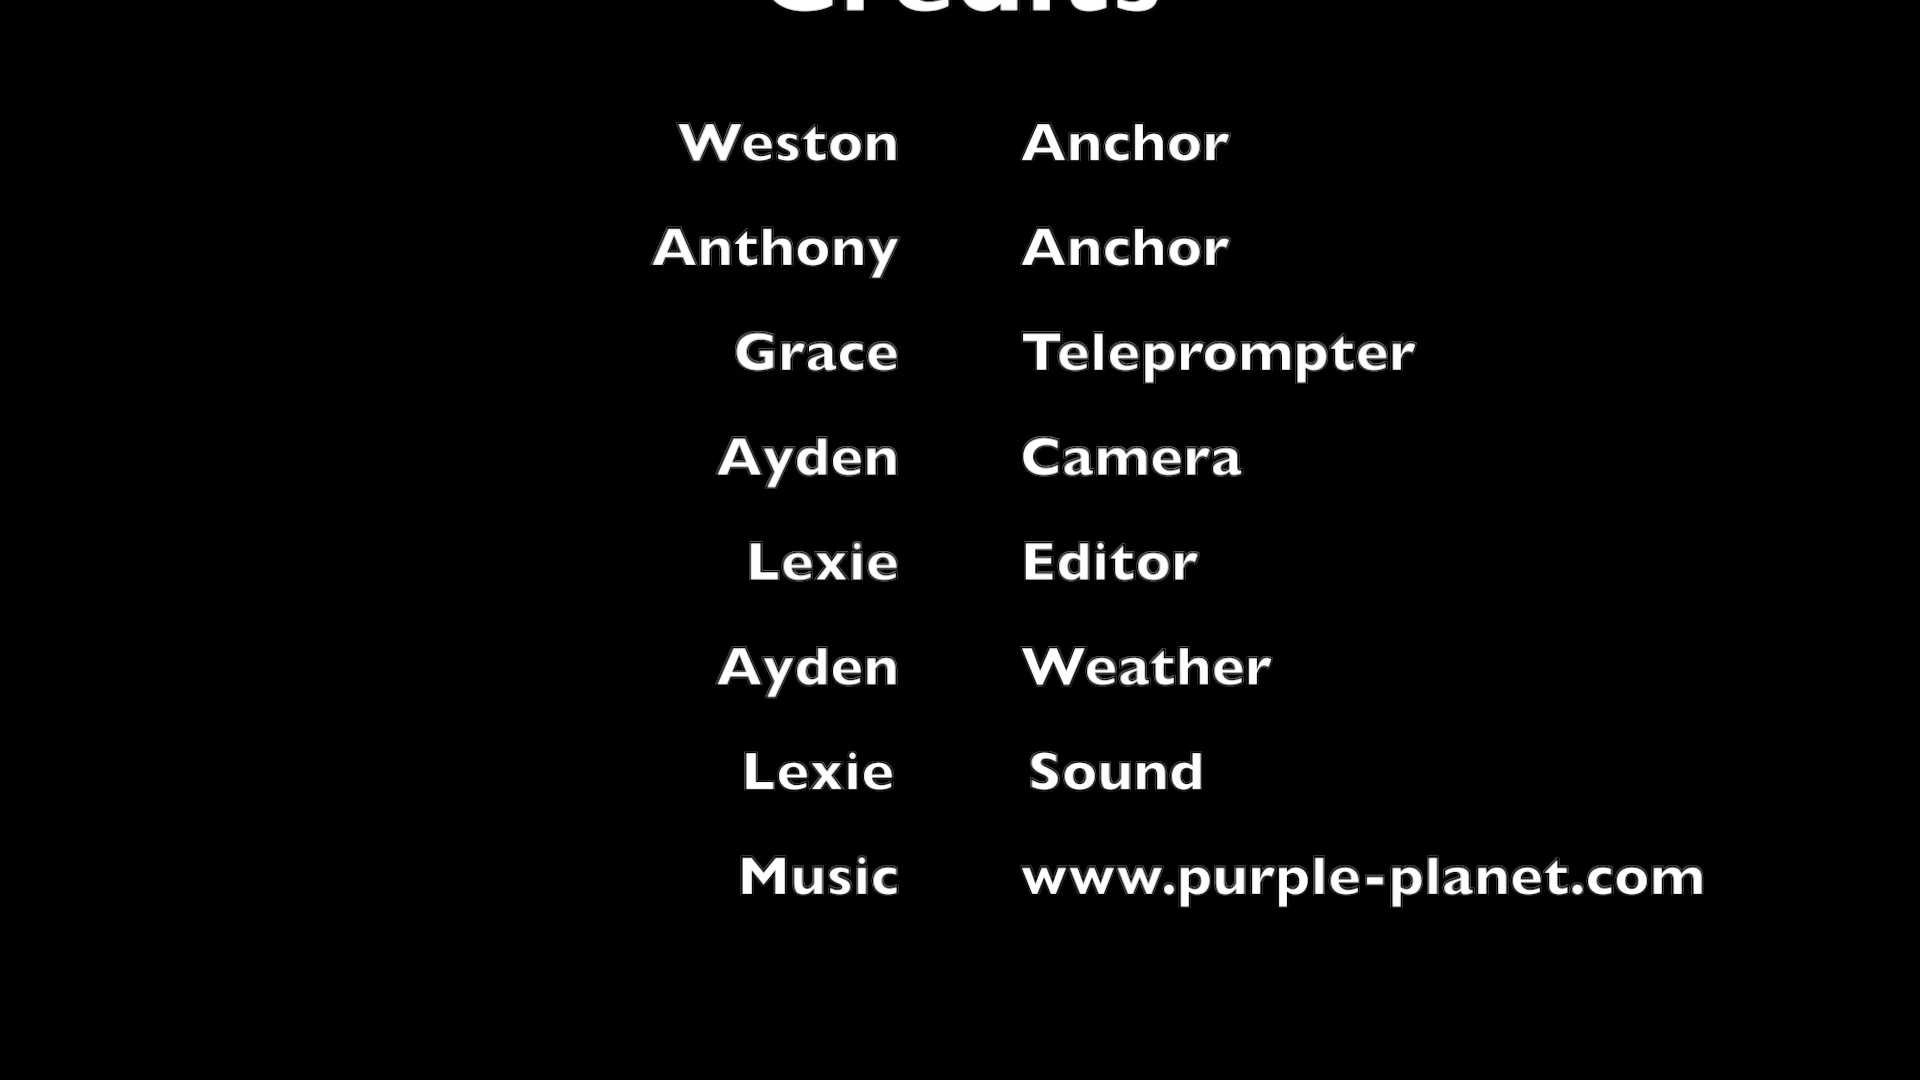 Credits
Weston Anchor
Anthony Anchor
Grace Teleprompter
Ayden Camera
Lexie Editor
Ayden Weather
Lexie Sound
Music www.purple-planet.com